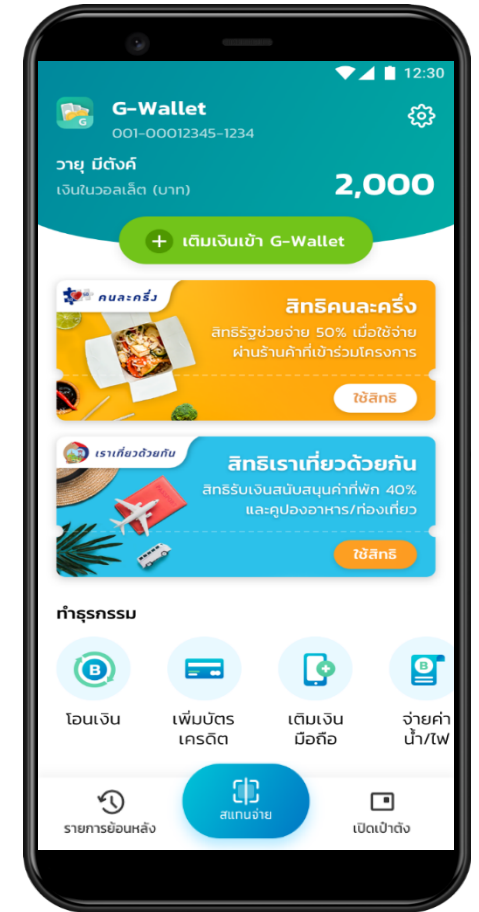 12:30
G-Wallet
001-00012345-1234
วายุ มีตังค์
เงินในวอลเล็ต (บาท)
2,000
เติมเงินเข้า G-Wallet
คนละครึ่ง
สิทธิคนละครึ่ง
สิทธิรัฐช่วยจ่าย 50% เมื่อใช้จ่าย
ผ่านร้านค้าที่เข้าร่วมโครงการ
ใช้สิทธิ
เราเที่ยวด้วยกัน
สิทธิเราเที่ยวด้วยกัน
สิทธิรับเงินสนับสนุนค่าที่พัก 40%
และคูปองอาหาร/ท่องเที่ยว
ใช้สิทธิ
ทำธุรกรรม
โอนเงิน
เพิ่มบัตร
เครดิต
เติมเงิน
มือถือ
จ่ายค่า
น้ำ/ไฟ
รายการย้อนหลัง
สแกนจ่าย
เปิดเป๋าตัง